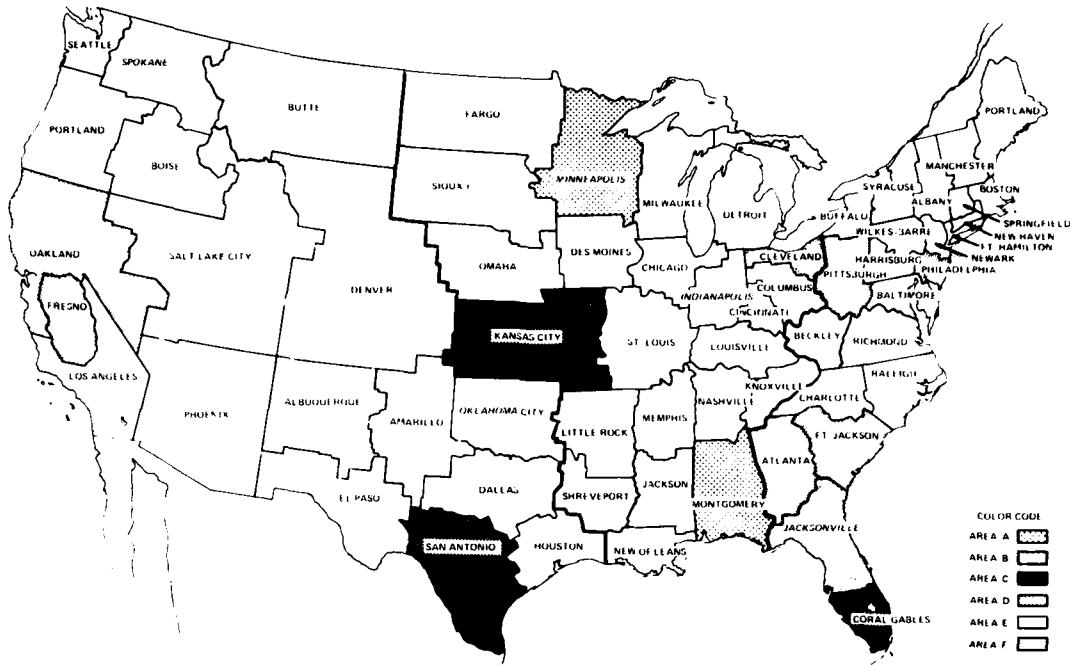 SEATTLE
SPOKANE
BUTTE
FARGO
PORTLAND
PORTLAND
BOISE
SIOUX F
MINNEAPOLIS
MILWAUKEE
DETROIT
MANCHESTER
SYRACUSE
BOSTON
ALBANY
BUFFALO
SPRINGFIELD
WILKES-BARRE
NEW HAVEN
FT HAMILTON
NEWARK
OAKLAND
SALT LAKE CITY
OMAHA
DES MOINES
CHICAGO
CLEVELAND
HARRISBURG
PITTSBURGH
PHILADELPHIA
DENVER
INDIANAPOLIS
COLUMBUS
BALTIMORE
FRESNO
CINCINNATI
KANSAS CITY
ST. LOUIS
LOUISVILLE
BECKLEY
RICHMOND
LOS ANGELES
RALEIGH
KNOXVILLE
ALBUQUERQUE
NASHVILLE
CHARLOTTE
PHOENIX
AMARILLO
OKLAHOMA CITY
MEMPHIS
LITTLE ROCK
FT. JACKSON
ATLANTA
EL PASO
DALLAS
SHREVEPORT
JACKSON
MONTGOMERY
JACKSONVILLE
SAN ANTONIO
HOUSTON
NEW OF LEANS
CORAL GABLES
COLOR CODE
AREA A
AREA B
AREA C
AREA D
AREA E
AREA F